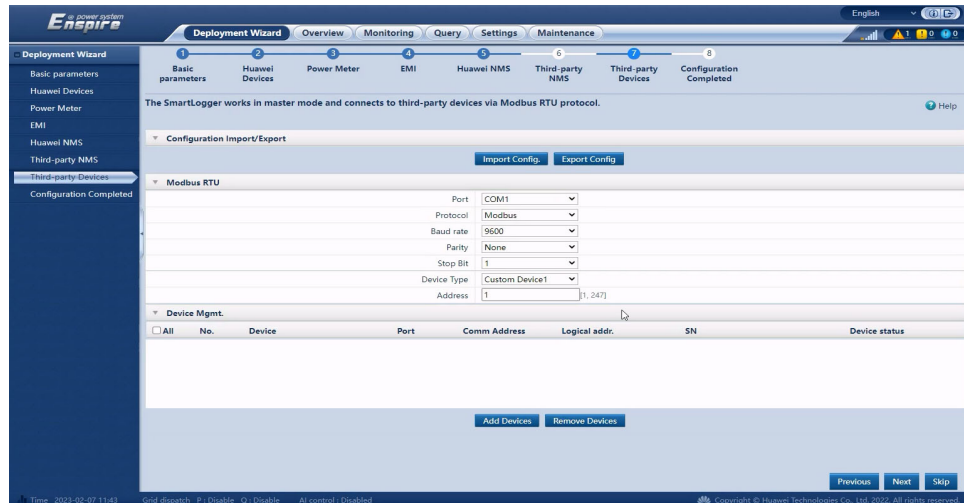 Enspire
@ power system
English
Deployment Wizard Overview Monitoring Query Settings Maintenance
1 0 0
Deployment Wizard
Basic parameters
Huawei Devices
Power Meter
EMI
Huawei NMS
Third-party NMS
Third-party Devices
Configuration Completed
1 2 3 4 5 6 7 8
Basic parameters Huawei Devices Power Meter EMI Huawei NMS Third-party NMS Third-party Devices Configuration Completed
The SmartLogger works in master mode and connects to third-party devices via Modbus RTU protocol.
Help
Configuration Import/Export
Import Config. Export Config
Modbus RTU
Port COM1
Protocol Modbus
Baud rate 9600
Parity None
Stop Bit 1
Device Type Custom Device1
Address 1 [1, 247]
Device Mgmt.
All No. Device Port Comm Address Logical addr. SN Device status
Add Devices Remove Devices
Previous Next Skip
Time 2023-02-07 11:43 Grid dispatch P : Disable Q : Disable AI control : Disabled Copyright © Huawei Technologies Co., Ltd. 2022. All rights reserved.